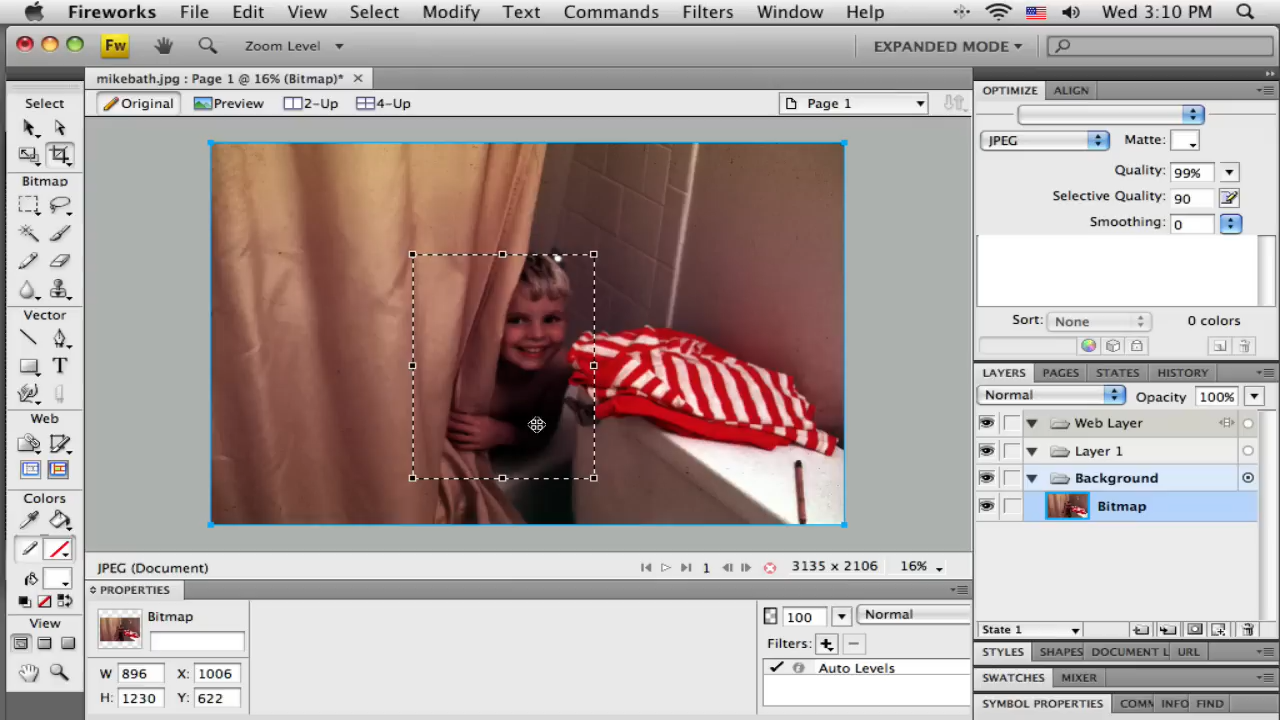 Fireworks File Edit View Select Modify Text Commands Filters Window Help Wed 3:10 PM
Fw Zoom Level EXPANDED MODE
mikebath.jpg : Page 1 @ 16% (Bitmap)*
Original Preview 2-Up 4-Up Page 1
Select
Bitmap
Vector
T
Web
Colors
View
JPEG (Document) 1 3135 x 2106 16%
PROPERTIES
Bitmap
W 896 X: 1006
H: 1230 Y: 622
100 Normal
Filters:
Auto Levels
OPTIMIZE ALIGN
JPEG Matte:
Quality: 99%
Selective Quality: 90
Smoothing: 0
Sort: None 0 colors
LAYERS PAGES STATES HISTORY
Normal Opacity 100%
Web Layer
Layer 1
Background
Bitmap
State 1
STYLES SHAPES DOCUMENT L URL
SWATCHES MIXER
SYMBOL PROPERTIES COMM INFO FIND